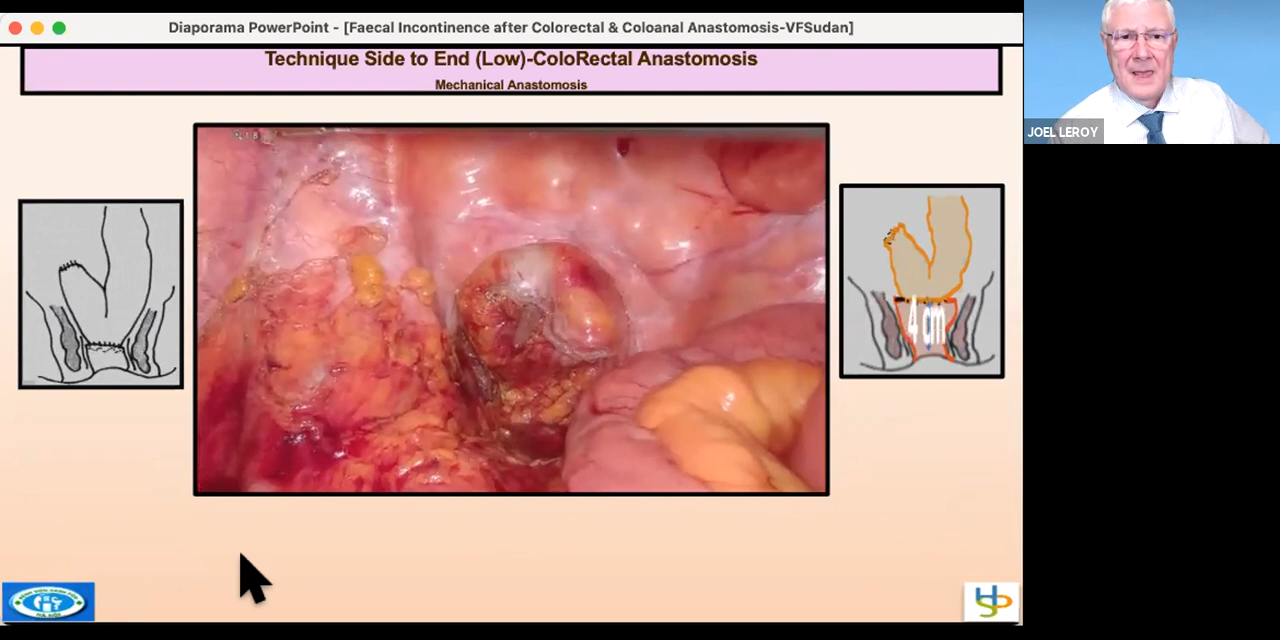 Diaporama PowerPoint - [Faecal Incontinence after Colorectal & Coloanal Anastomosis-VFSudan]
Technique Side to End (Low)-ColoRectal Anastomosis
Mechanical Anastomosis
JOEL LEROY
4 cm